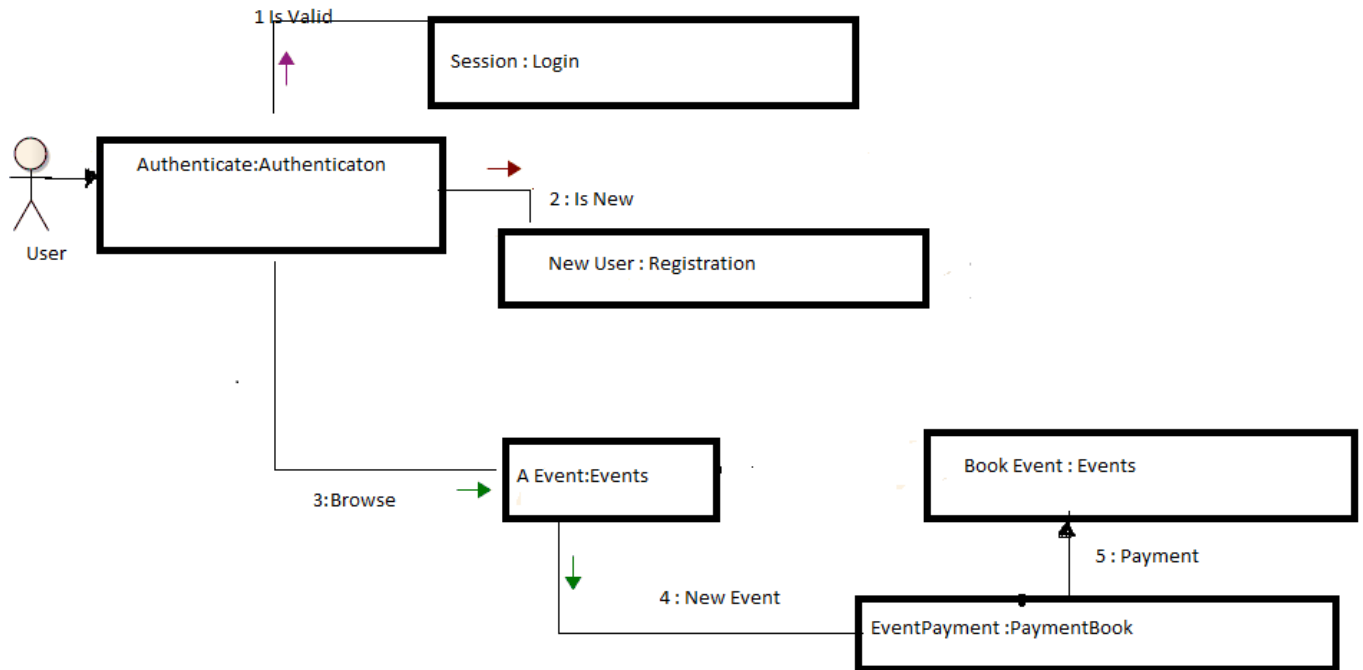 1 Is Valid
Session : Login
Authenticate:Authenticaton
2 : Is New
User
New User : Registration
A Event:Events
Book Event : Events
3:Browse
5 : Payment
4 : New Event
EventPayment :PaymentBook